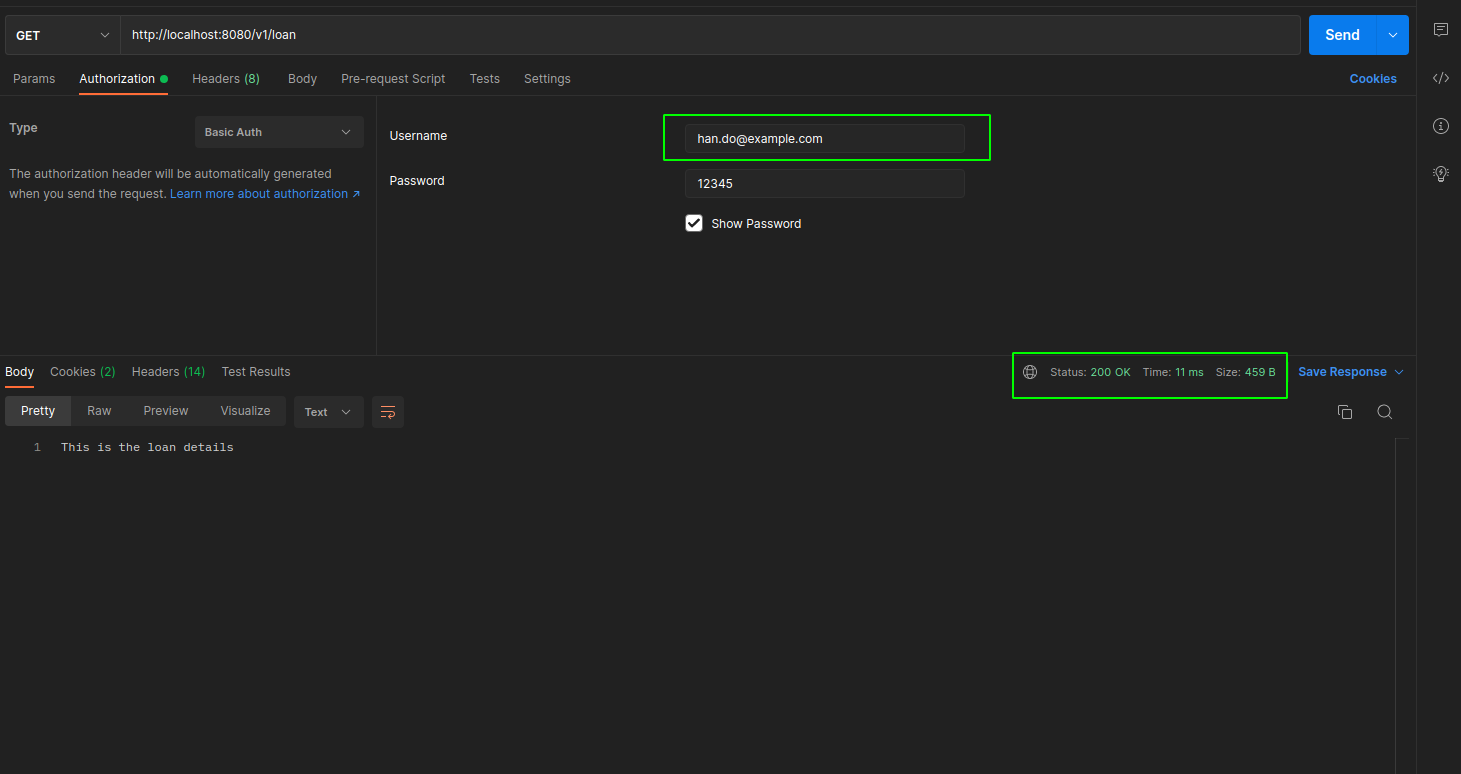 GET http://localhost:8080/v1/loan Send
Params Authorization Headers (8) Body Pre-request Script Tests Settings Cookies
Type Basic Auth
The authorization header will be automatically generated
when you send the request. Learn more about authorization ↗
Username han.do@example.com
Password 12345
Show Password
Body Cookies (2) Headers (14) Test Results Status: 200 OK Time: 11 ms Size: 459 B Save Response
Pretty Raw Preview Visualize Text
1 This is the loan details